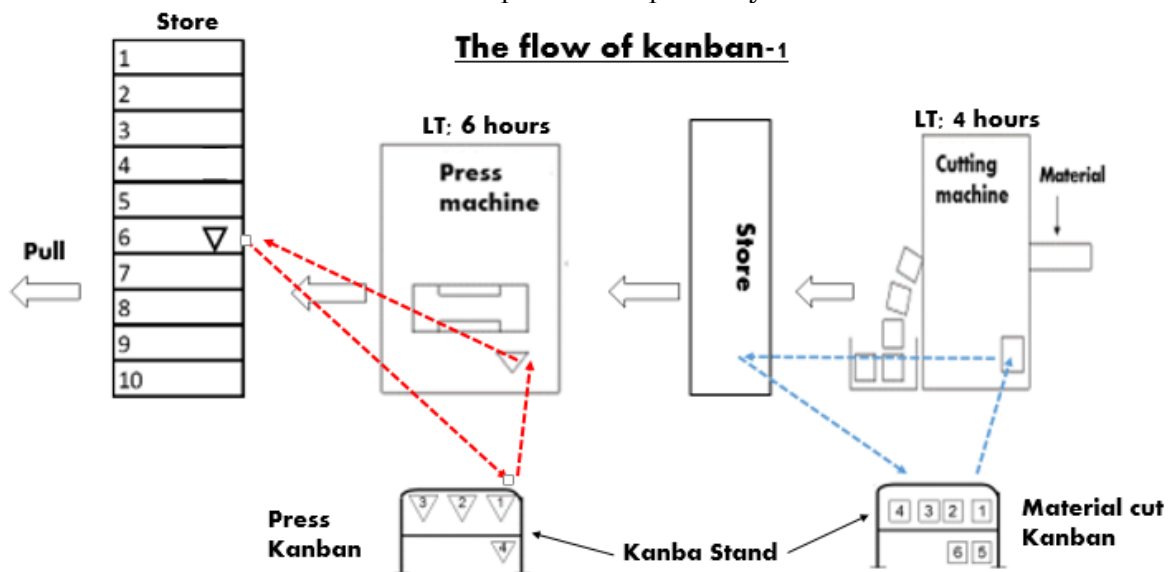 Store
The flow of kanban-1
1
2
3
4
5
6
7
8
9
10
Pull
LT; 6 hours
Press
machine
Store
LT; 4 hours
Cutting
machine
Material
Press
Kanban
3 2 1
4
Kanba Stand
4 3 2 1
6 5
Material cut
Kanban